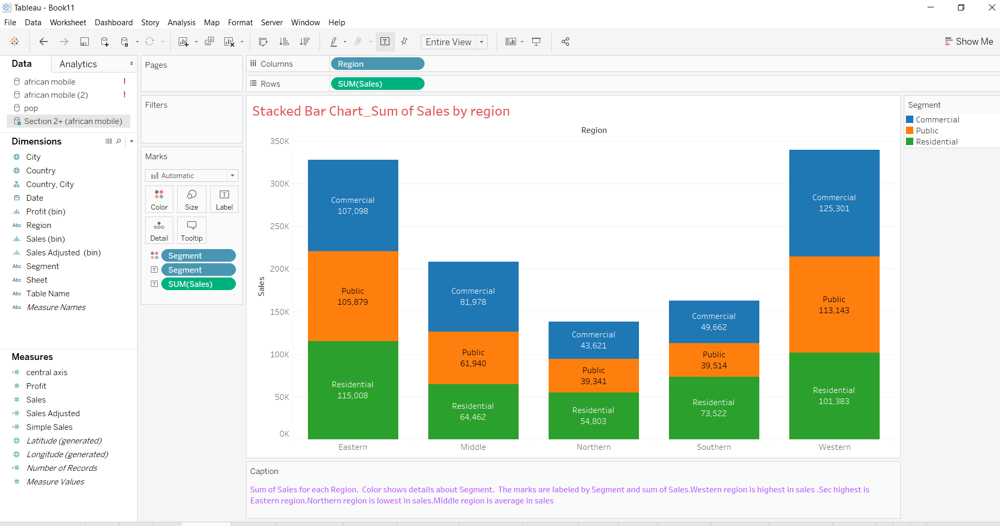 Tableau - Book11
File Data Worksheet Dashboard Story Analysis Map Format Server Window Help
Entire View
Show Me
Data Analytics
african mobile !
african mobile (2) !
pop
Section 2+ (african mobile)
Dimensions
City
Country
Country, City
Date
Profit (bin)
Abc Region
Sales (bin)
Sales Adjusted (bin)
Abc Segment
Abc Sheet
Abc Table Name
Abc Measure Names
Measures
central axis
Profit
Sales
Sales Adjusted
Simple Sales
Latitude (generated)
Longitude (generated)
Number of Records
Measure Values
Pages
Filters
Marks
Automatic
Color Size Label
Detail Tooltip
Segment
Segment
SUM(Sales)
Columns Region
Rows SUM(Sales)
Stacked Bar Chart_Sum of Sales by region
Region
Sales
350K
300K
250K
200K
150K
100K
50K
0K
Commercial
107,098
Public
105,879
Residential
115,008
Commercial
81,978
Public
61,940
Residential
64,462
Commercial
43,621
Public
39,341
Residential
54,803
Commercial
49,662
Public
39,514
Residential
73,522
Commercial
125,301
Public
113,143
Residential
101,383
Eastern Middle Northern Southern Western
Segment
Commercial
Public
Residential
Caption
Sum of Sales for each Region.  Color shows details about Segment.  The marks are labeled by Segment and sum of Sales.Western region is highest in sales .Sec highest is
Eastern region.Northern region is lowest in sales.Middle region is average in sales